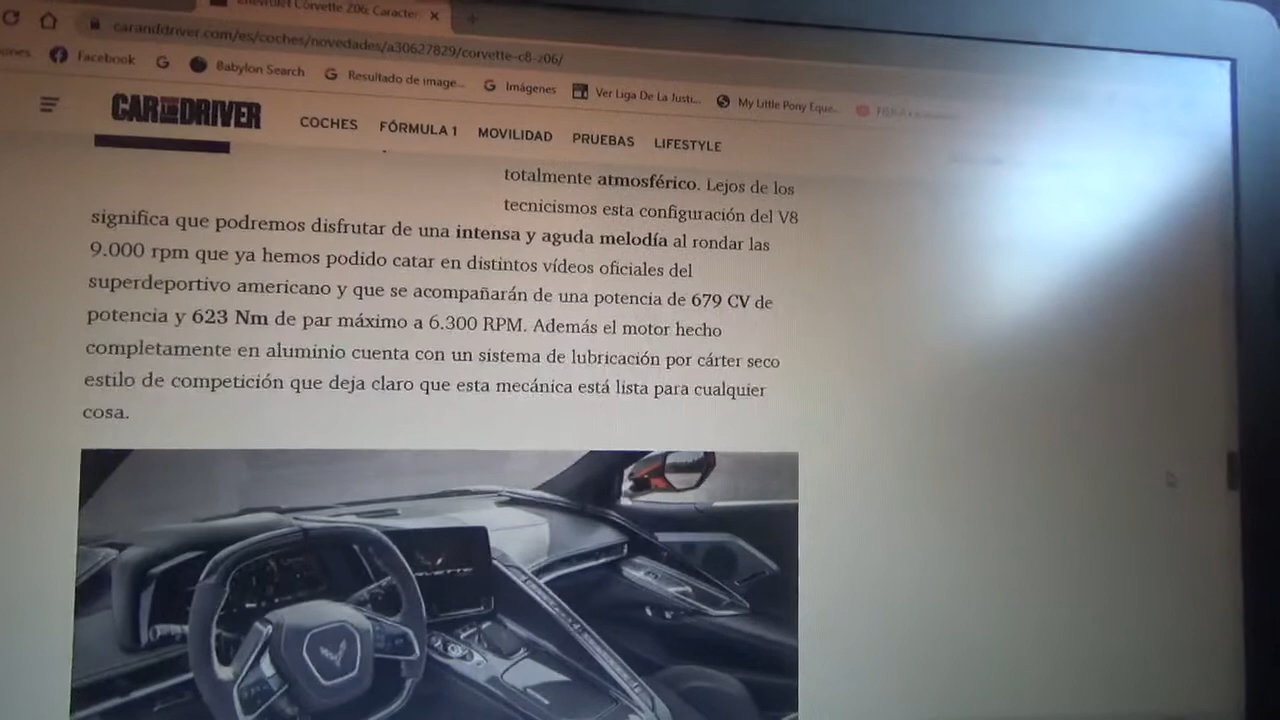 Corvette Z06: Caracter
caranddriver.com/es/coches/novedades/a30627829/corvette-c8-z06/
Facebook
Babylon Search
Resultado de image...
Imágenes
Ver Liga De La Justi...
My Little Pony Eque...
CAR AND DRIVER
COCHES
FÓRMULA 1
MOVILIDAD
PRUEBAS
LIFESTYLE
totalmente atmosférico. Lejos de los
tecnicismos esta configuración del V8
significa que podremos disfrutar de una intensa y aguda melodía al rondar las
9.000 rpm que ya hemos podido catar en distintos vídeos oficiales del
superdeportivo americano y que se acompañarán de una potencia de 679 CV de
potencia y 623 Nm de par máximo a 6.300 RPM. Además el motor hecho
completamente en aluminio cuenta con un sistema de lubricación por cárter seco
estilo de competición que deja claro que esta mecánica está lista para cualquier
cosa.